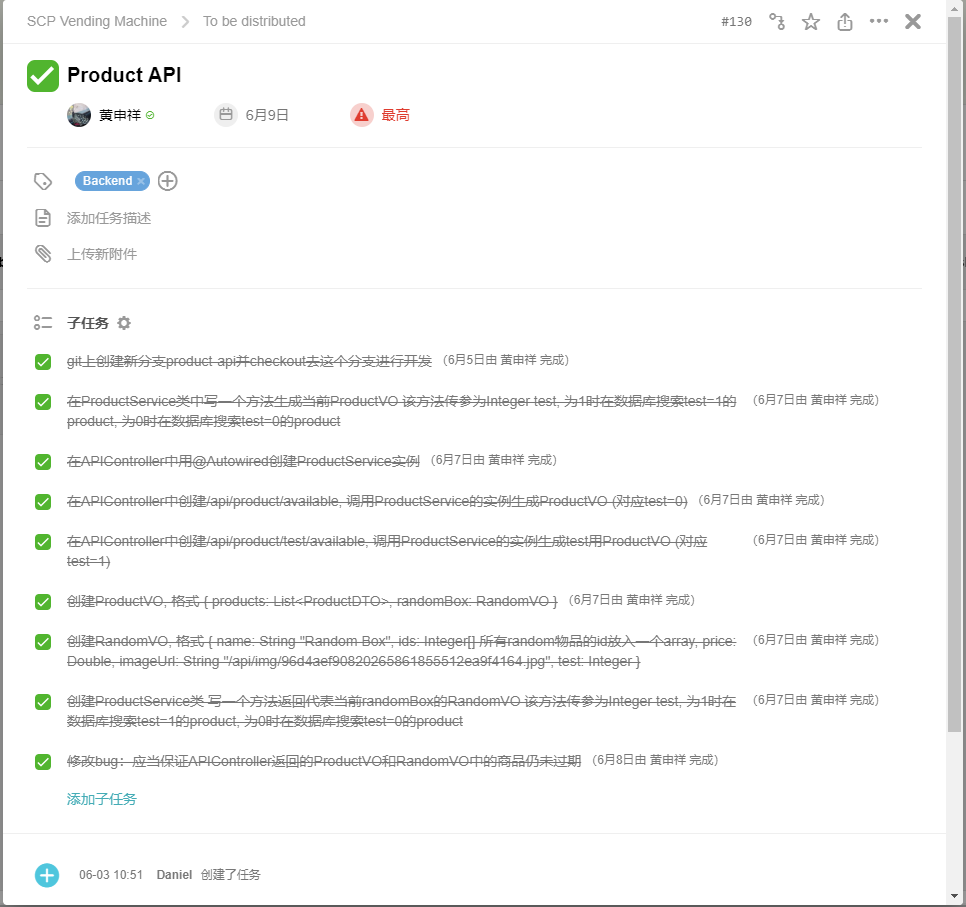 SCP Vending Machine > To be distributed #130
Product API
黄申祥 6月9日 最高
Backend ×
添加任务描述
上传新附件
子任务
git上创建新分支product-api并checkout去这个分支进行开发 (6月5日由 黄申祥 完成)
在ProductService类中写一个方法生成当前ProductVO 该方法传参为Integer test, 为1时在数据库搜索test=1的 (6月7日由 黄申祥 完成)
product, 为0时在数据库搜索test=0的product
在APIController中用@Autowired创建ProductService实例 (6月7日由 黄申祥 完成)
在APIController中创建/api/product/available, 调用ProductService的实例生成ProductVO (对应test=0) (6月7日由 黄申祥 完成)
在APIController中创建/api/product/test/available, 调用ProductService的实例生成test用ProductVO (对应 (6月7日由 黄申祥 完成)
test=1)
创建ProductVO, 格式 { products: List<ProductDTO>, randomBox: RandomVO } (6月7日由 黄申祥 完成)
创建RandomVO, 格式 { name: String "Random Box", ids: Integer[] 所有random物品的id放入一个array, price: (6月7日由 黄申祥 完成)
Double, imageUrl: String "/api/img/96d4aef90820265861855512ea9f4164.jpg", test: Integer }
创建ProductService类 写一个方法返回代表当前randomBox的RandomVO 该方法传参为Integer test, 为1时在 (6月7日由 黄申祥 完成)
数据库搜索test=1的product, 为0时在数据库搜索test=0的product
修改bug：应当保证APIController返回的ProductVO和RandomVO中的商品仍未过期 (6月8日由 黄申祥 完成)
添加子任务
06-03 10:51 Daniel 创建了任务